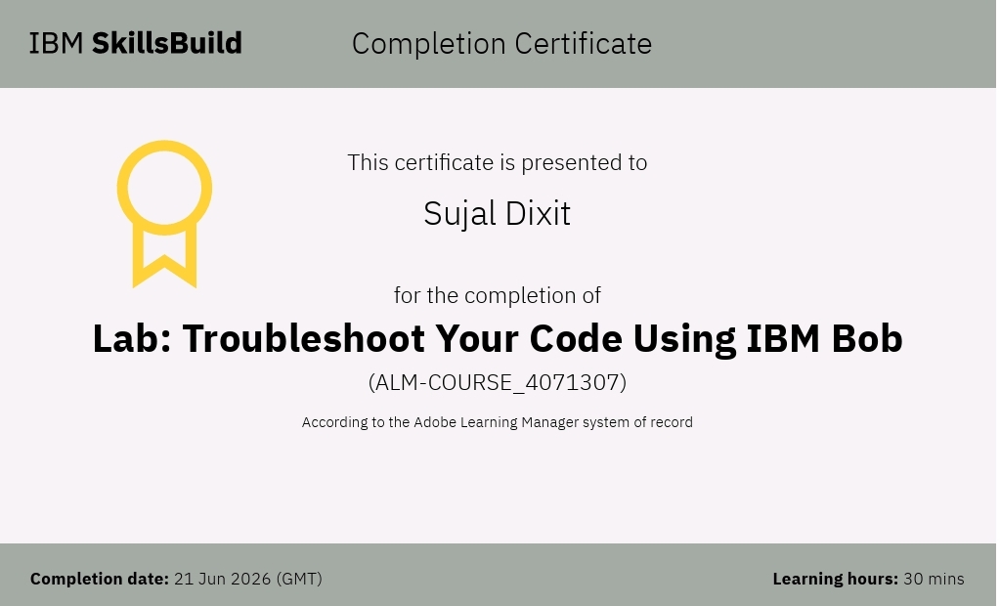 IBM SkillsBuild
Completion Certificate
This certificate is presented to
Sujal Dixit
for the completion of
Lab: Troubleshoot Your Code Using IBM Bob
(ALM-COURSE_4071307)
According to the Adobe Learning Manager system of record
Completion date: 21 Jun 2026 (GMT)
Learning hours: 30 mins